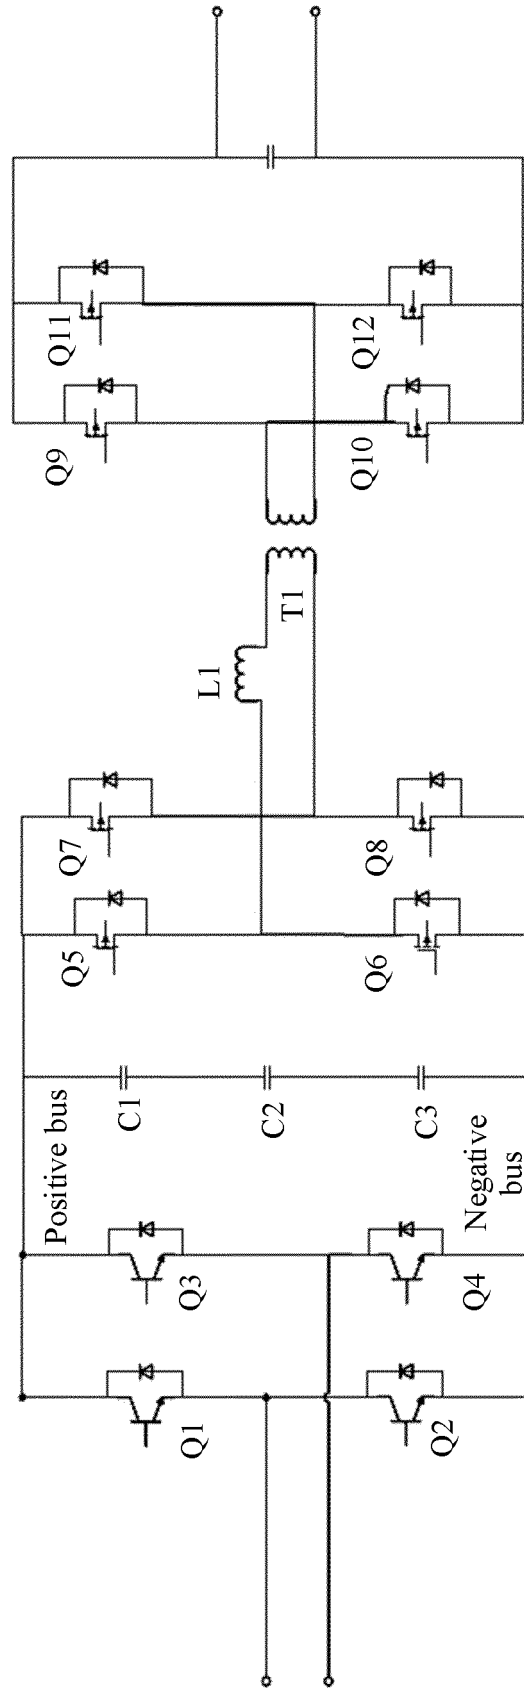 Positive bus
Negative
bus
Q1
Q2
Q3
Q4
C1
C2
C3
Q5
Q6
Q7
Q8
L1
T1
Q9
Q10
Q11
Q12